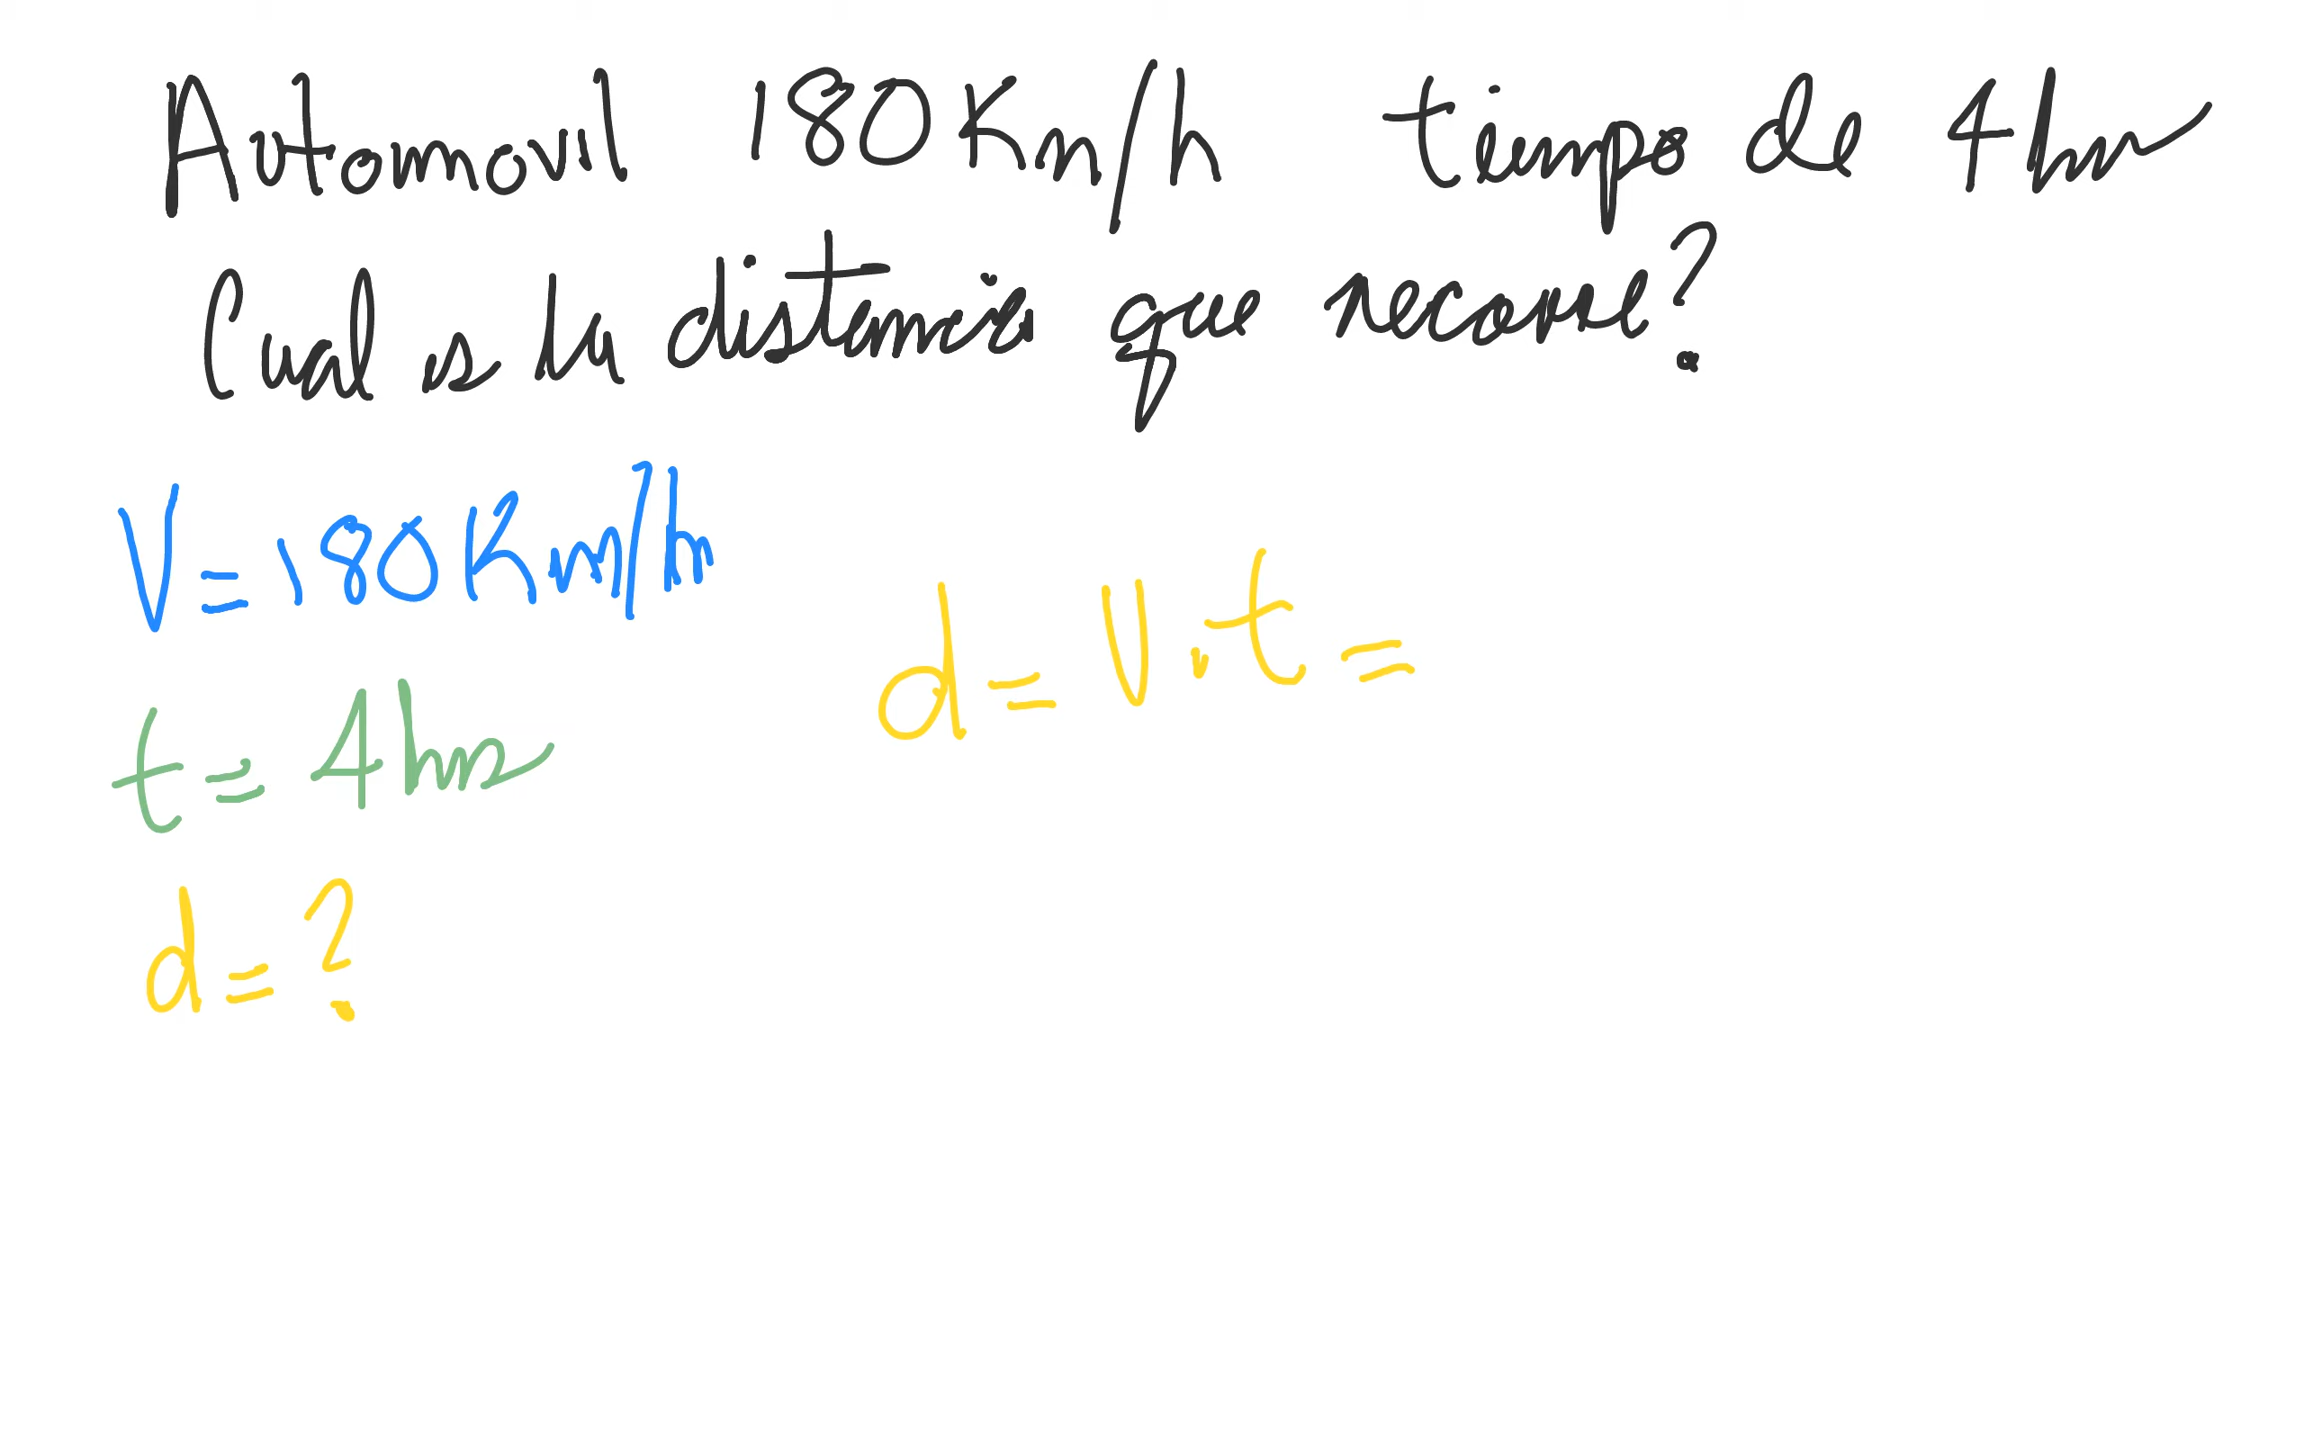 Automovil 180 Km/h tiempo de 4 hr
Cual es la distancia que recorre?
V = 180 Km/h
d = V . t =
t = 4 hr
d = ?